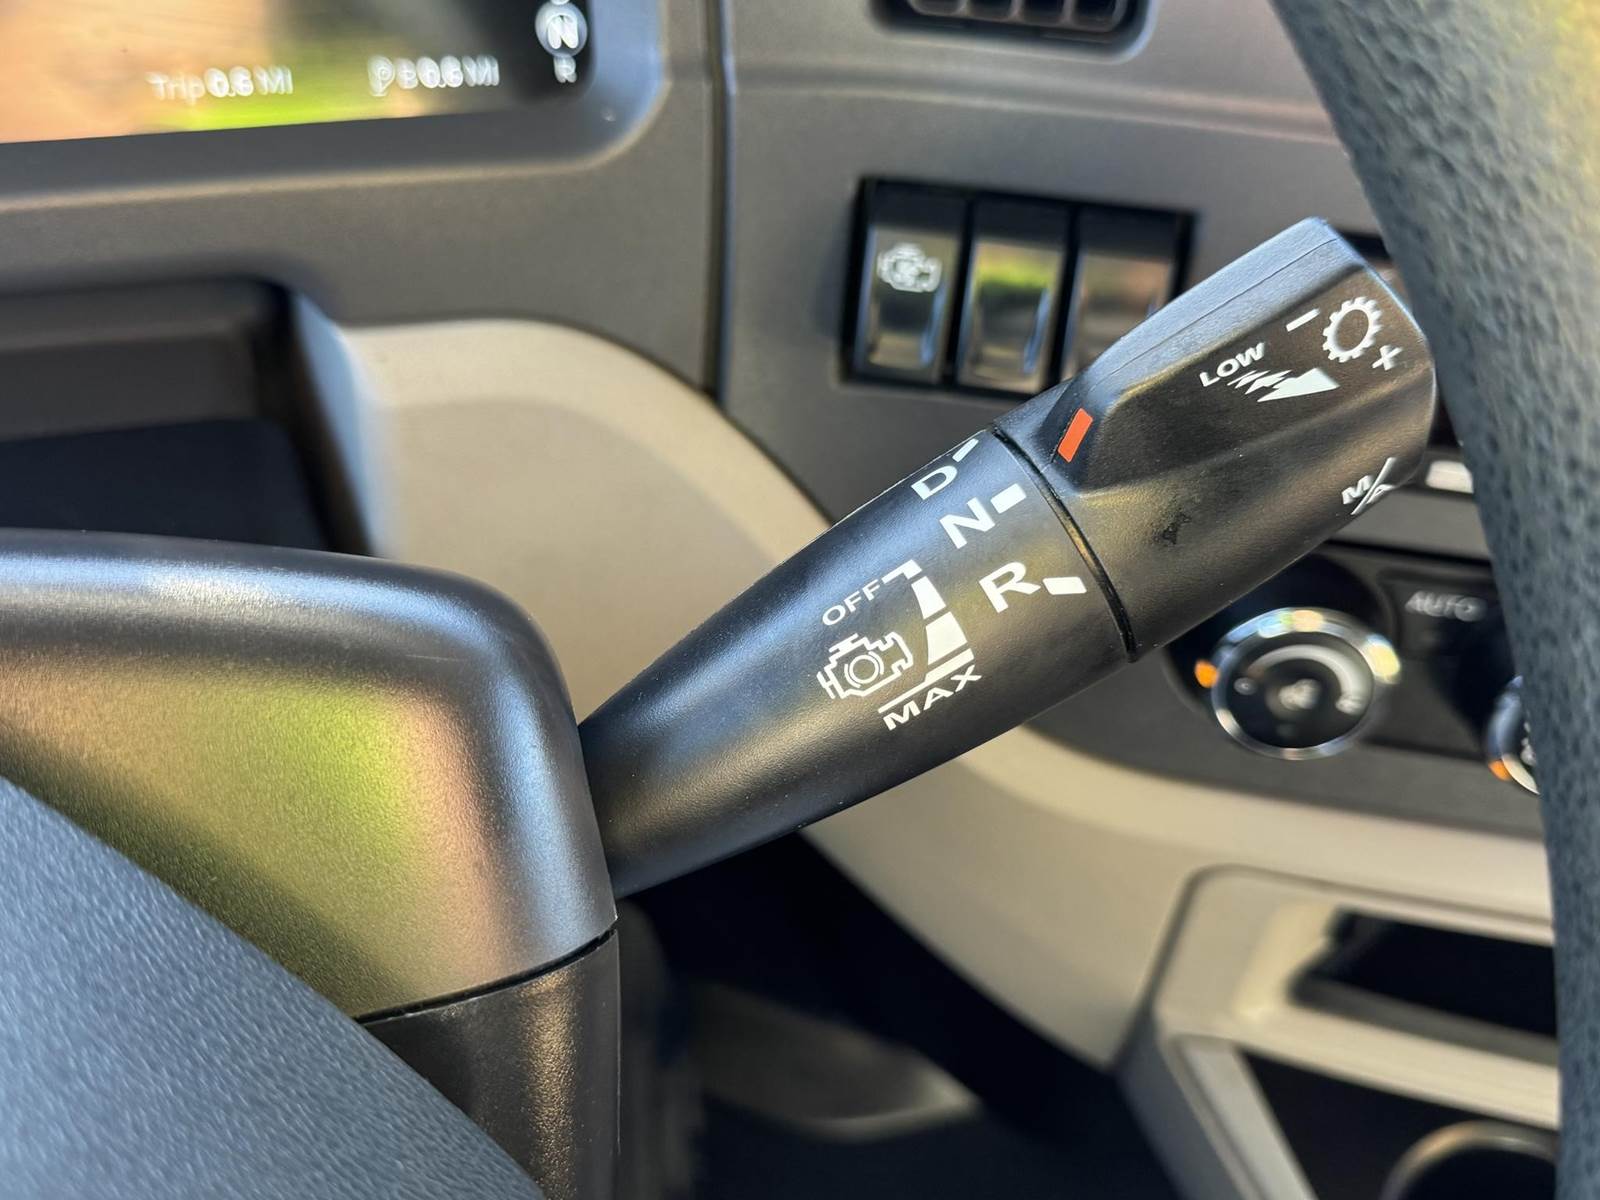 Trip 0.6 MI
B 0.6 MI
N
R
- +
LOW
M/A
D
N
R
OFF
MAX
AUTO